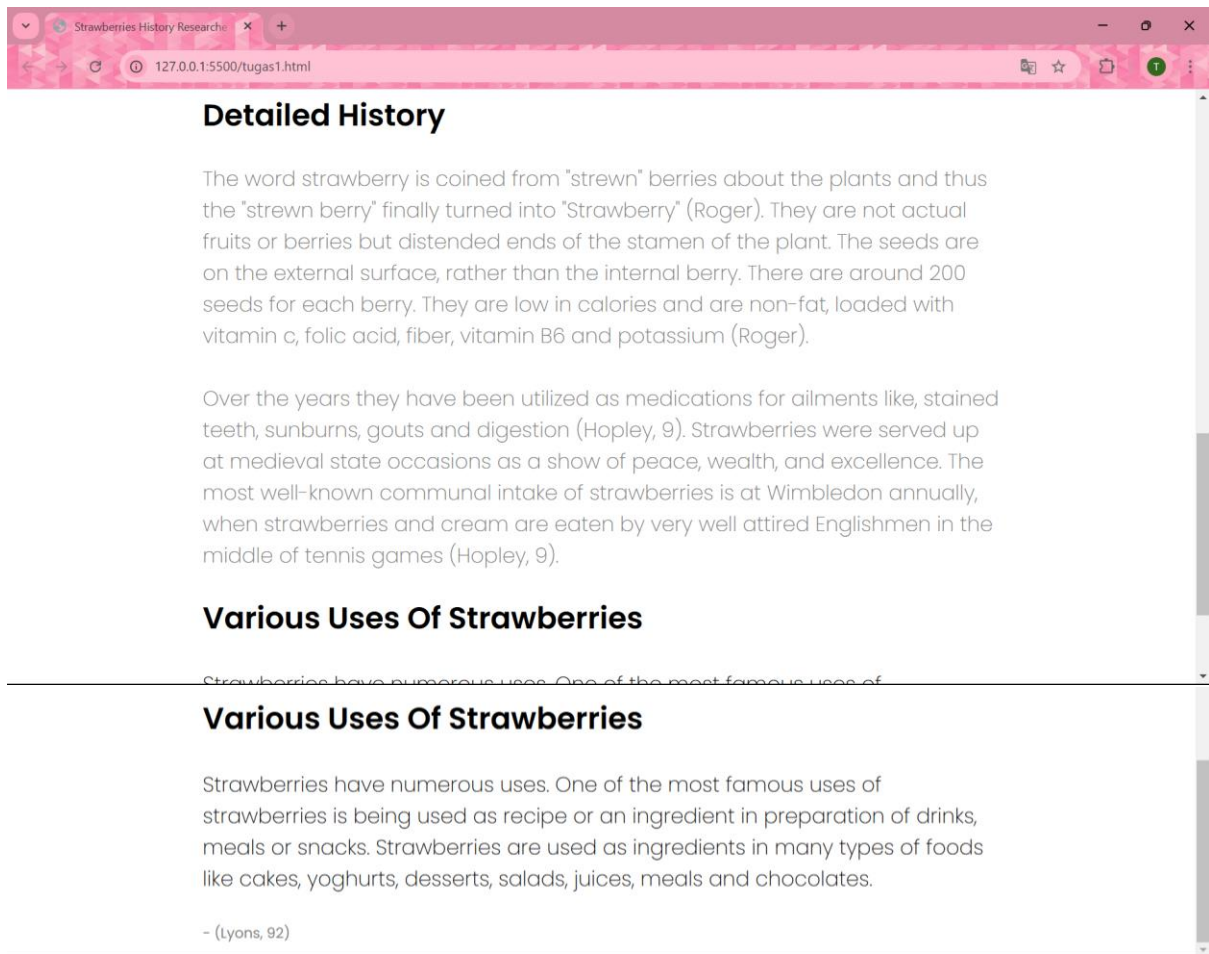 Strawberries History Researche
127.0.0.1:5500/tugas1.html
T
Detailed History
The word strawberry is coined from "strewn" berries about the plants and thus
the "strewn berry" finally turned into "Strawberry" (Roger). They are not actual
fruits or berries but distended ends of the stamen of the plant. The seeds are
on the external surface, rather than the internal berry. There are around 200
seeds for each berry. They are low in calories and are non-fat, loaded with
vitamin c, folic acid, fiber, vitamin B6 and potassium (Roger).
Over the years they have been utilized as medications for ailments like, stained
teeth, sunburns, gouts and digestion (Hopley, 9). Strawberries were served up
at medieval state occasions as a show of peace, wealth, and excellence. The
most well-known communal intake of strawberries is at Wimbledon annually,
when strawberries and cream are eaten by very well attired Englishmen in the
middle of tennis games (Hopley, 9).
Various Uses Of Strawberries
Strawberries have numerous uses. One of the most famous uses of
Various Uses Of Strawberries
Strawberries have numerous uses. One of the most famous uses of
strawberries is being used as recipe or an ingredient in preparation of drinks,
meals or snacks. Strawberries are used as ingredients in many types of foods
like cakes, yoghurts, desserts, salads, juices, meals and chocolates.
- (Lyons, 92)